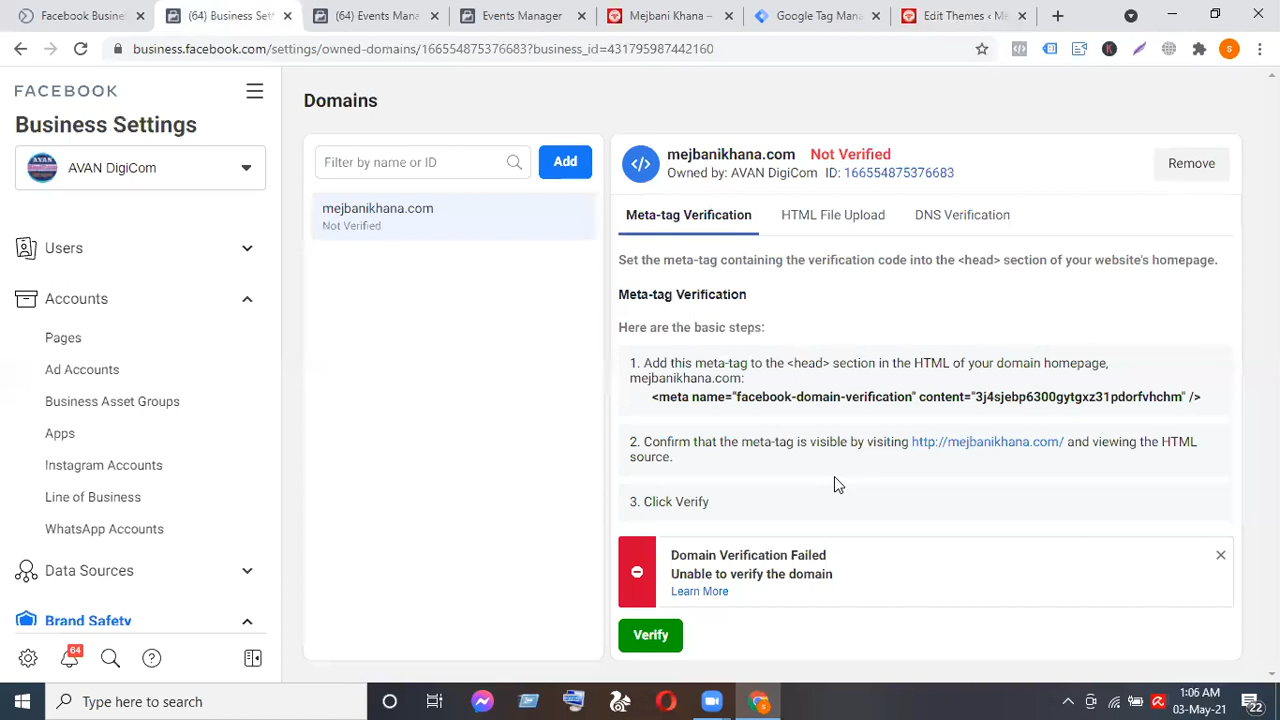 Facebook Busine
(64) Business Set
(64) Events Mana
Events Manager
Mejbani Khana –
Google Tag Mana
Edit Themes ‹ Me
business.facebook.com/settings/owned-domains/166554875376683?business_id=431795987442160
FACEBOOK
Business Settings
AVAN DigiCom
Users
Accounts
Pages
Ad Accounts
Business Asset Groups
Apps
Instagram Accounts
Line of Business
WhatsApp Accounts
Data Sources
Brand Safety
64
Domains
Filter by name or ID
Add
mejbanikhana.com
Not Verified
mejbanikhana.com Not Verified
Owned by: AVAN DigiCom ID: 166554875376683
Remove
Meta-tag Verification
HTML File Upload
DNS Verification
Set the meta-tag containing the verification code into the <head> section of your website's homepage.
Meta-tag Verification
Here are the basic steps:
1. Add this meta-tag to the <head> section in the HTML of your domain homepage,
mejbanikhana.com:
<meta name="facebook-domain-verification" content="3j4sjebp6300gytgxz31pdorfvhchm" />
2. Confirm that the meta-tag is visible by visiting http://mejbanikhana.com/ and viewing the HTML
source.
3. Click Verify
Domain Verification Failed
Unable to verify the domain
Learn More
Verify
Type here to search
1:06 AM
03-May-21
22